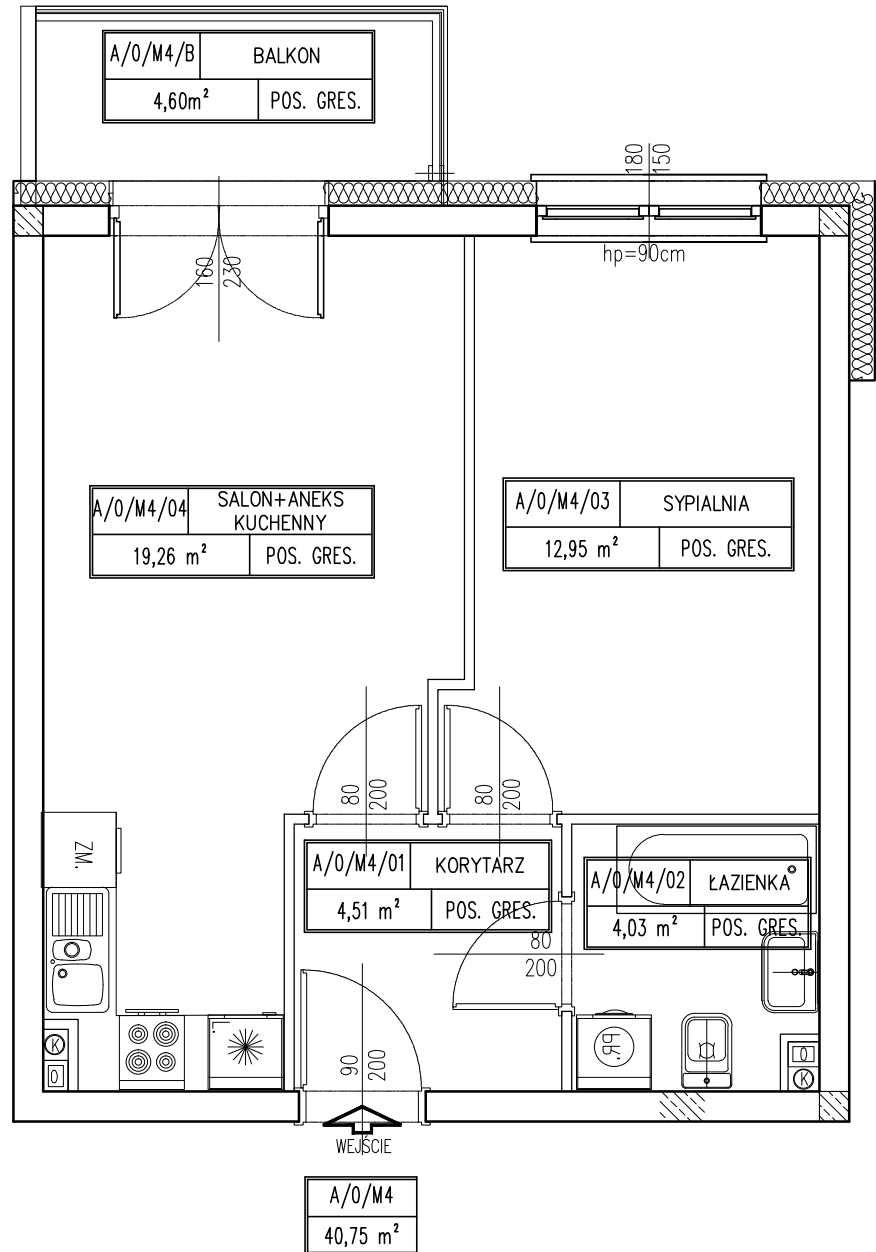 A/0/M4/B BALKON
4,60m² POS. GRES.
180
150
160
230
hp=90cm
A/0/M4/04 SALON+ANEKS
KUCHENNY
19,26 m² POS. GRES.
A/0/M4/03 SYPIALNIA
12,95 m² POS. GRES.
80
200
80
200
ZM.
A/0/M4/01 KORYTARZ
4,51 m² POS. GRES.
A/0/M4/02 ŁAZIENKA
4,03 m² POS. GRES.
80
200
K
0
90
200
PR.
0
K
WEJŚCIE
A/0/M4
40,75 m²